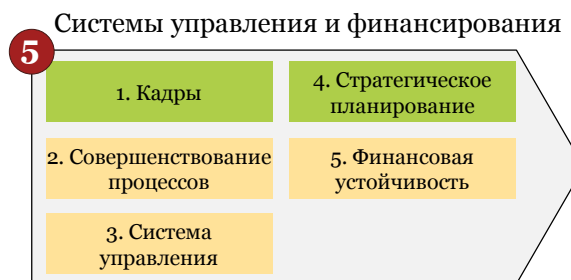 Системы управления и финансирования
5
1. Кадры
4. Стратегическое
планирование
2. Совершенствование
процессов
5. Финансовая
устойчивость
3. Система
управления